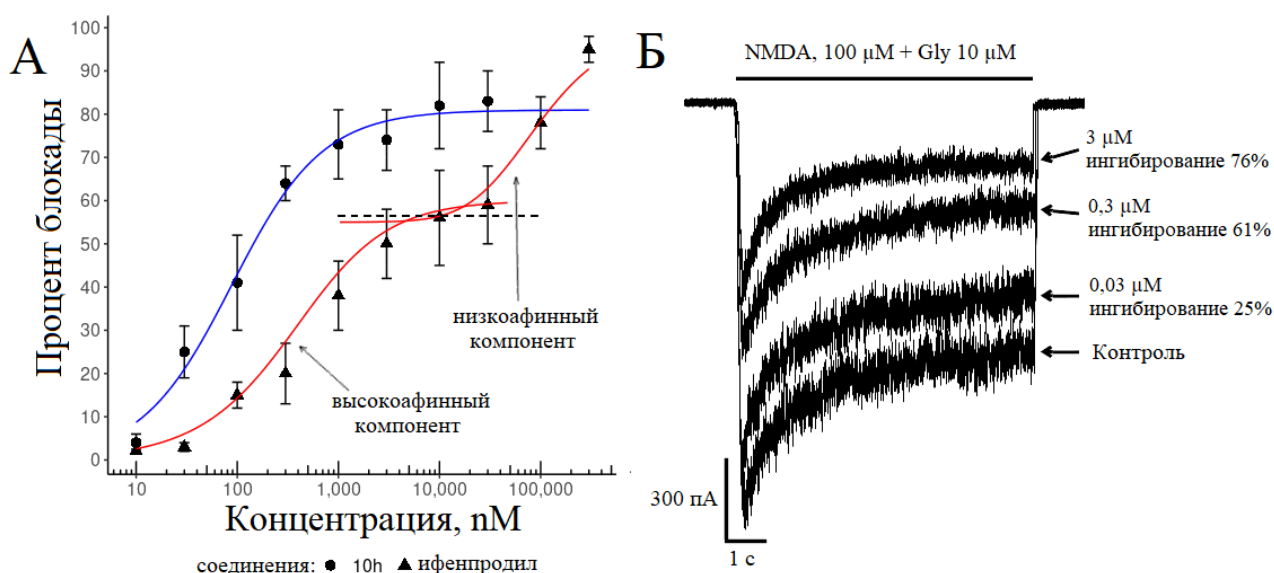 А
Процент блокады
100
90
80
70
60
50
40
30
20
10
0
низкоафинный
компонент
высокоафинный
компонент
10
100
1,000
10,000
100,000
Концентрация, nM
соединения: 10h ифенпродил
Б
NMDA, 100 μM + Gly 10 μM
3 μM
ингибирование 76%
0,3 μM
ингибирование 61%
0,03 μM
ингибирование 25%
Контроль
300 пА
1 с